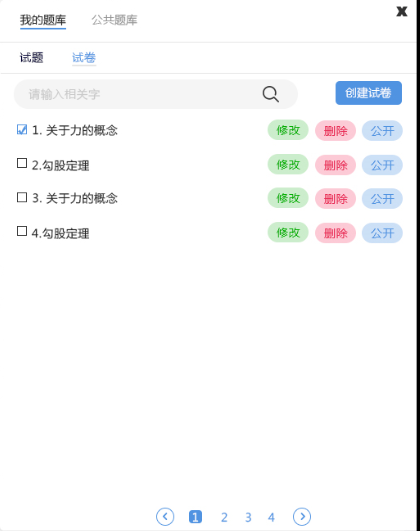 我的题库 公共题库
试题 试卷
请输入相关字 创建试卷
1. 关于力的概念 修改 删除 公开
2.勾股定理 修改 删除 公开
3. 关于力的概念 修改 删除 公开
4.勾股定理 修改 删除 公开
1 2 3 4